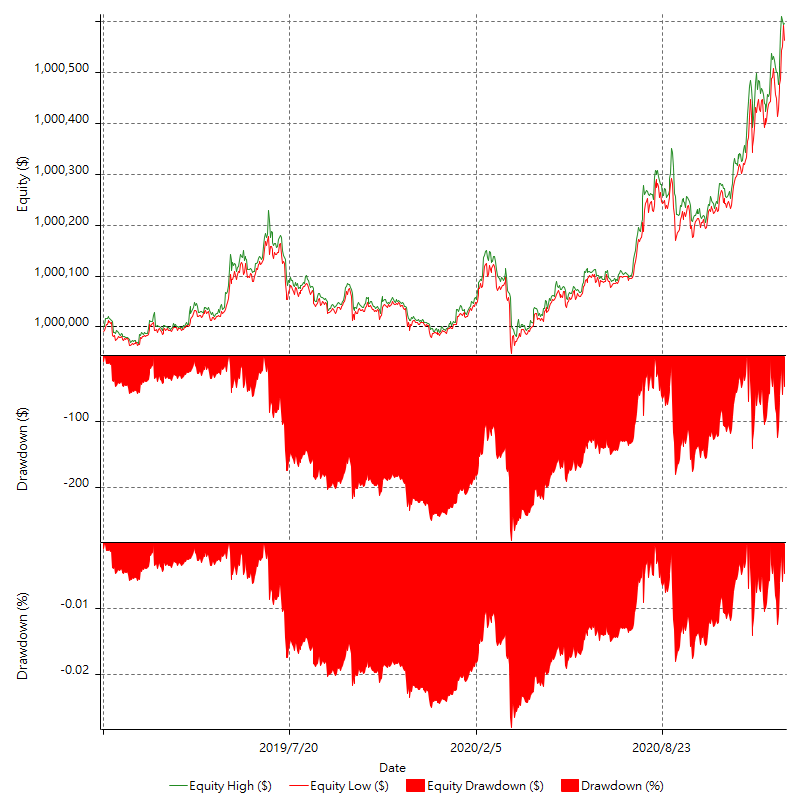 1,000,500
1,000,400
1,000,300
1,000,200
1,000,100
1,000,000
Equity ($)
-100
-200
Drawdown ($)
-0.01
-0.02
Drawdown (%)
2019/7/20 2020/2/5 2020/8/23
Date
Equity High ($) Equity Low ($) Equity Drawdown ($) Drawdown (%)